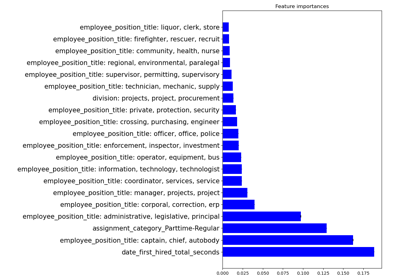 Feature importances
employee_position_title: liquor, clerk, store
employee_position_title: firefighter, rescuer, recruit
employee_position_title: community, health, nurse
employee_position_title: regional, environmental, paralegal
employee_position_title: supervisor, permitting, supervisory
employee_position_title: technician, mechanic, supply
division: projects, project, procurement
employee_position_title: private, protection, security
employee_position_title: crossing, purchasing, engineer
employee_position_title: officer, office, police
employee_position_title: enforcement, inspector, investment
employee_position_title: operator, equipment, bus
employee_position_title: information, technology, technologist
employee_position_title: coordinator, services, service
employee_position_title: manager, projects, project
employee_position_title: corporal, correction, erp
employee_position_title: administrative, legislative, principal
assignment_category_Parttime-Regular
employee_position_title: captain, chief, autobody
date_first_hired_total_seconds
0.000 0.025 0.050 0.075 0.100 0.125 0.150 0.175